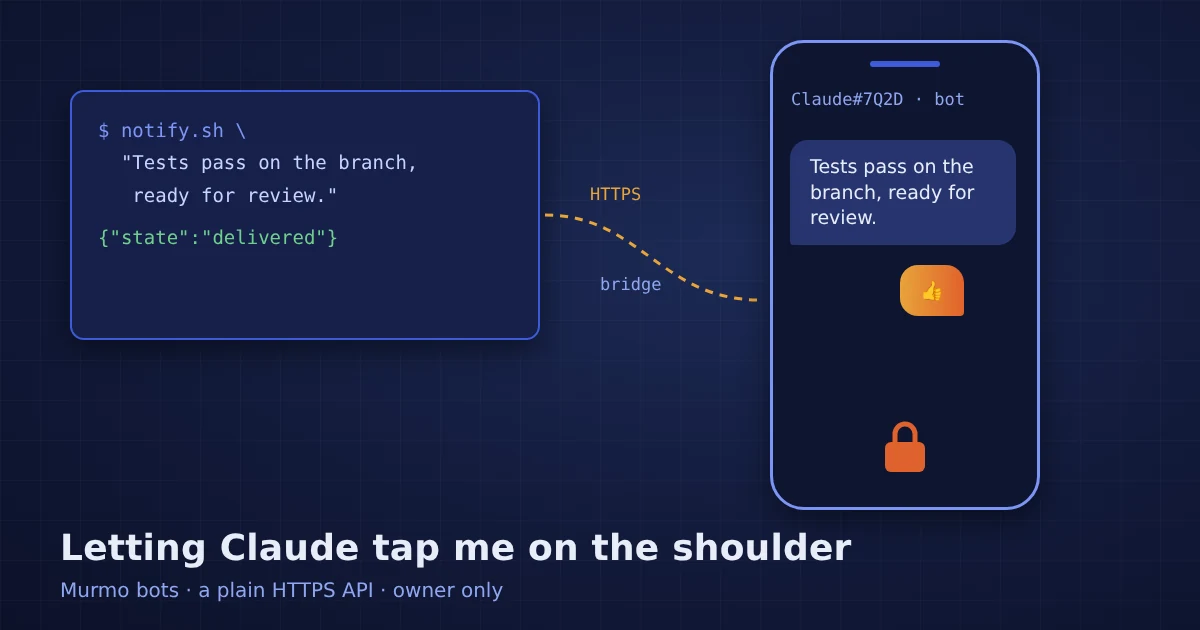 $ notify.sh \
"Tests pass on the branch,
ready for review."
{"state":"delivered"}
HTTPS
bridge
Claude#7Q2D · bot
Tests pass on the
branch, ready for
review.
👍
Letting Claude tap me on the shoulder
Murmo bots · a plain HTTPS API · owner only